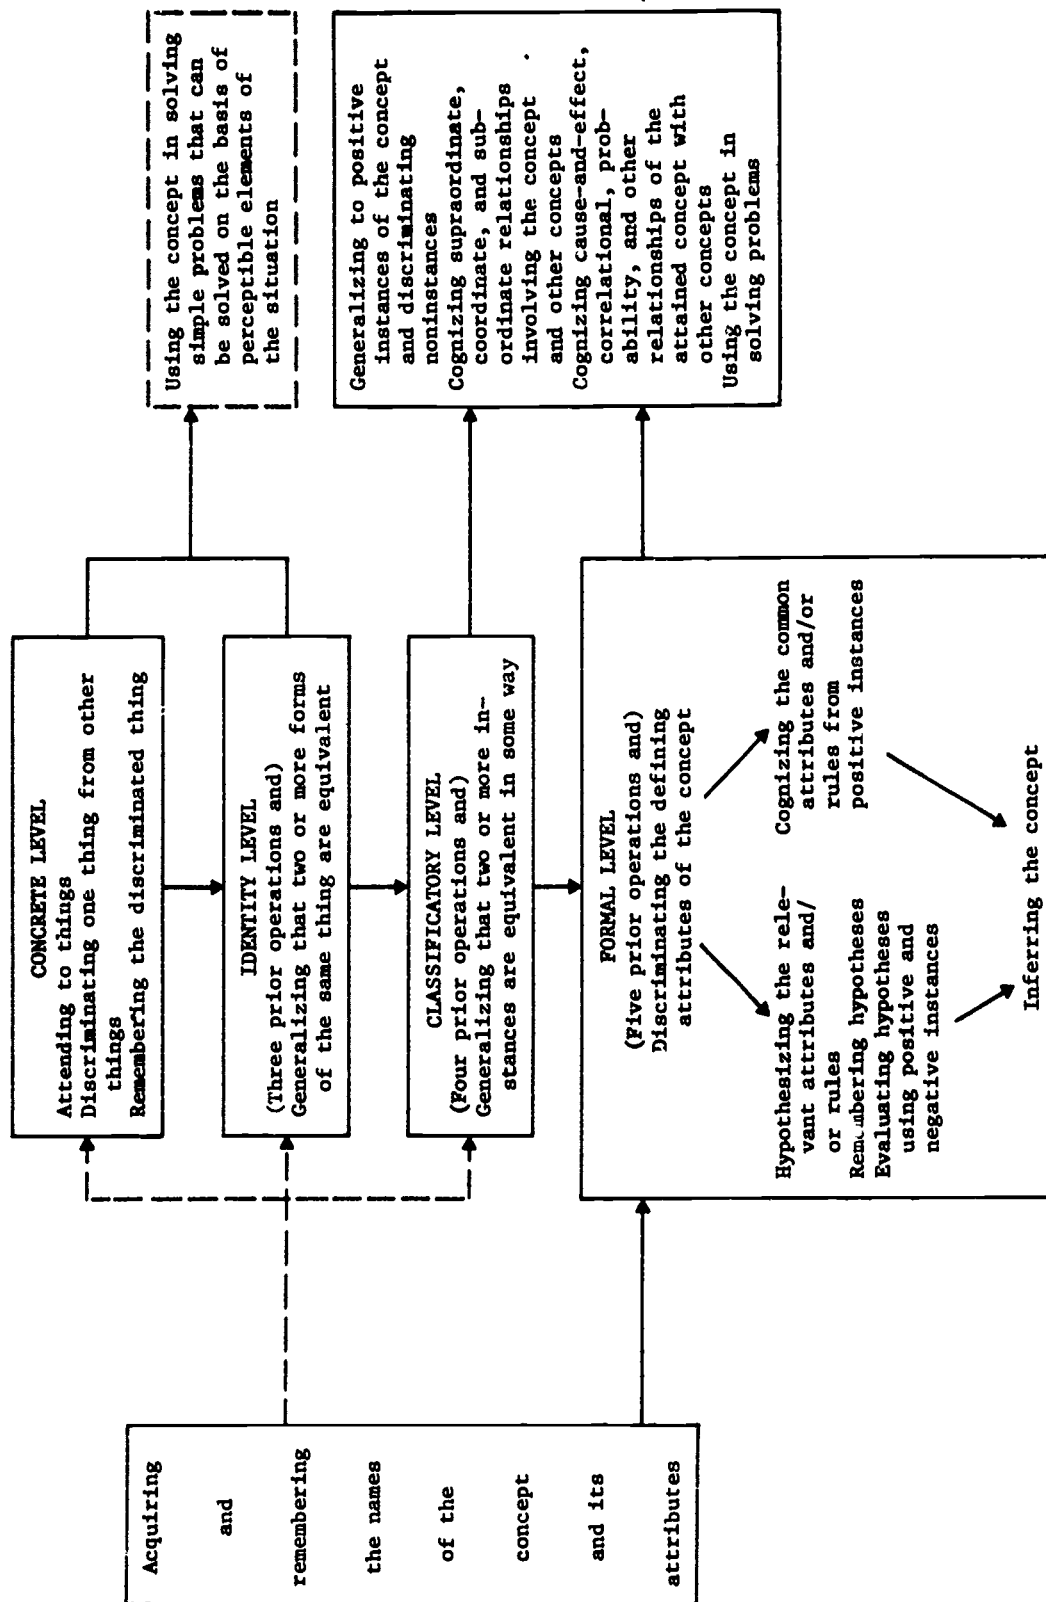 Acquiring
and
remembering
the names
of the
concept
and its
attributes
CONCRETE LEVEL
Attending to things
Discriminating one thing from other
things
Remembering the discriminated thing
IDENTITY LEVEL
(Three prior operations and)
Generalizing that two or more forms
of the same thing are equivalent
CLASSIFICATORY LEVEL
(Four prior operations and)
Generalizing that two or more in-
stances are equivalent in some way
FORMAL LEVEL
(Five prior operations and)
Discriminating the defining
attributes of the concept
Hypothesizing the rele-
vant attributes and/
or rules
Remembering hypotheses
Evaluating hypotheses
using positive and
negative instances
Cognizing the common
attributes and/or
rules from
positive instances
Inferring the concept
Using the concept in solving
simple problems that can
be solved on the basis of
perceptible elements of
the situation
Generalizing to positive
instances of the concept
and discriminating
noninstances
Cognizing supraordinate,
coordinate, and sub-
ordinate relationships
involving the concept
and other concepts
Cognizing cause-and-effect,
correlational, prob-
ability, and other
relationships of the
attained concept with
other concepts
Using the concept in
solving problems